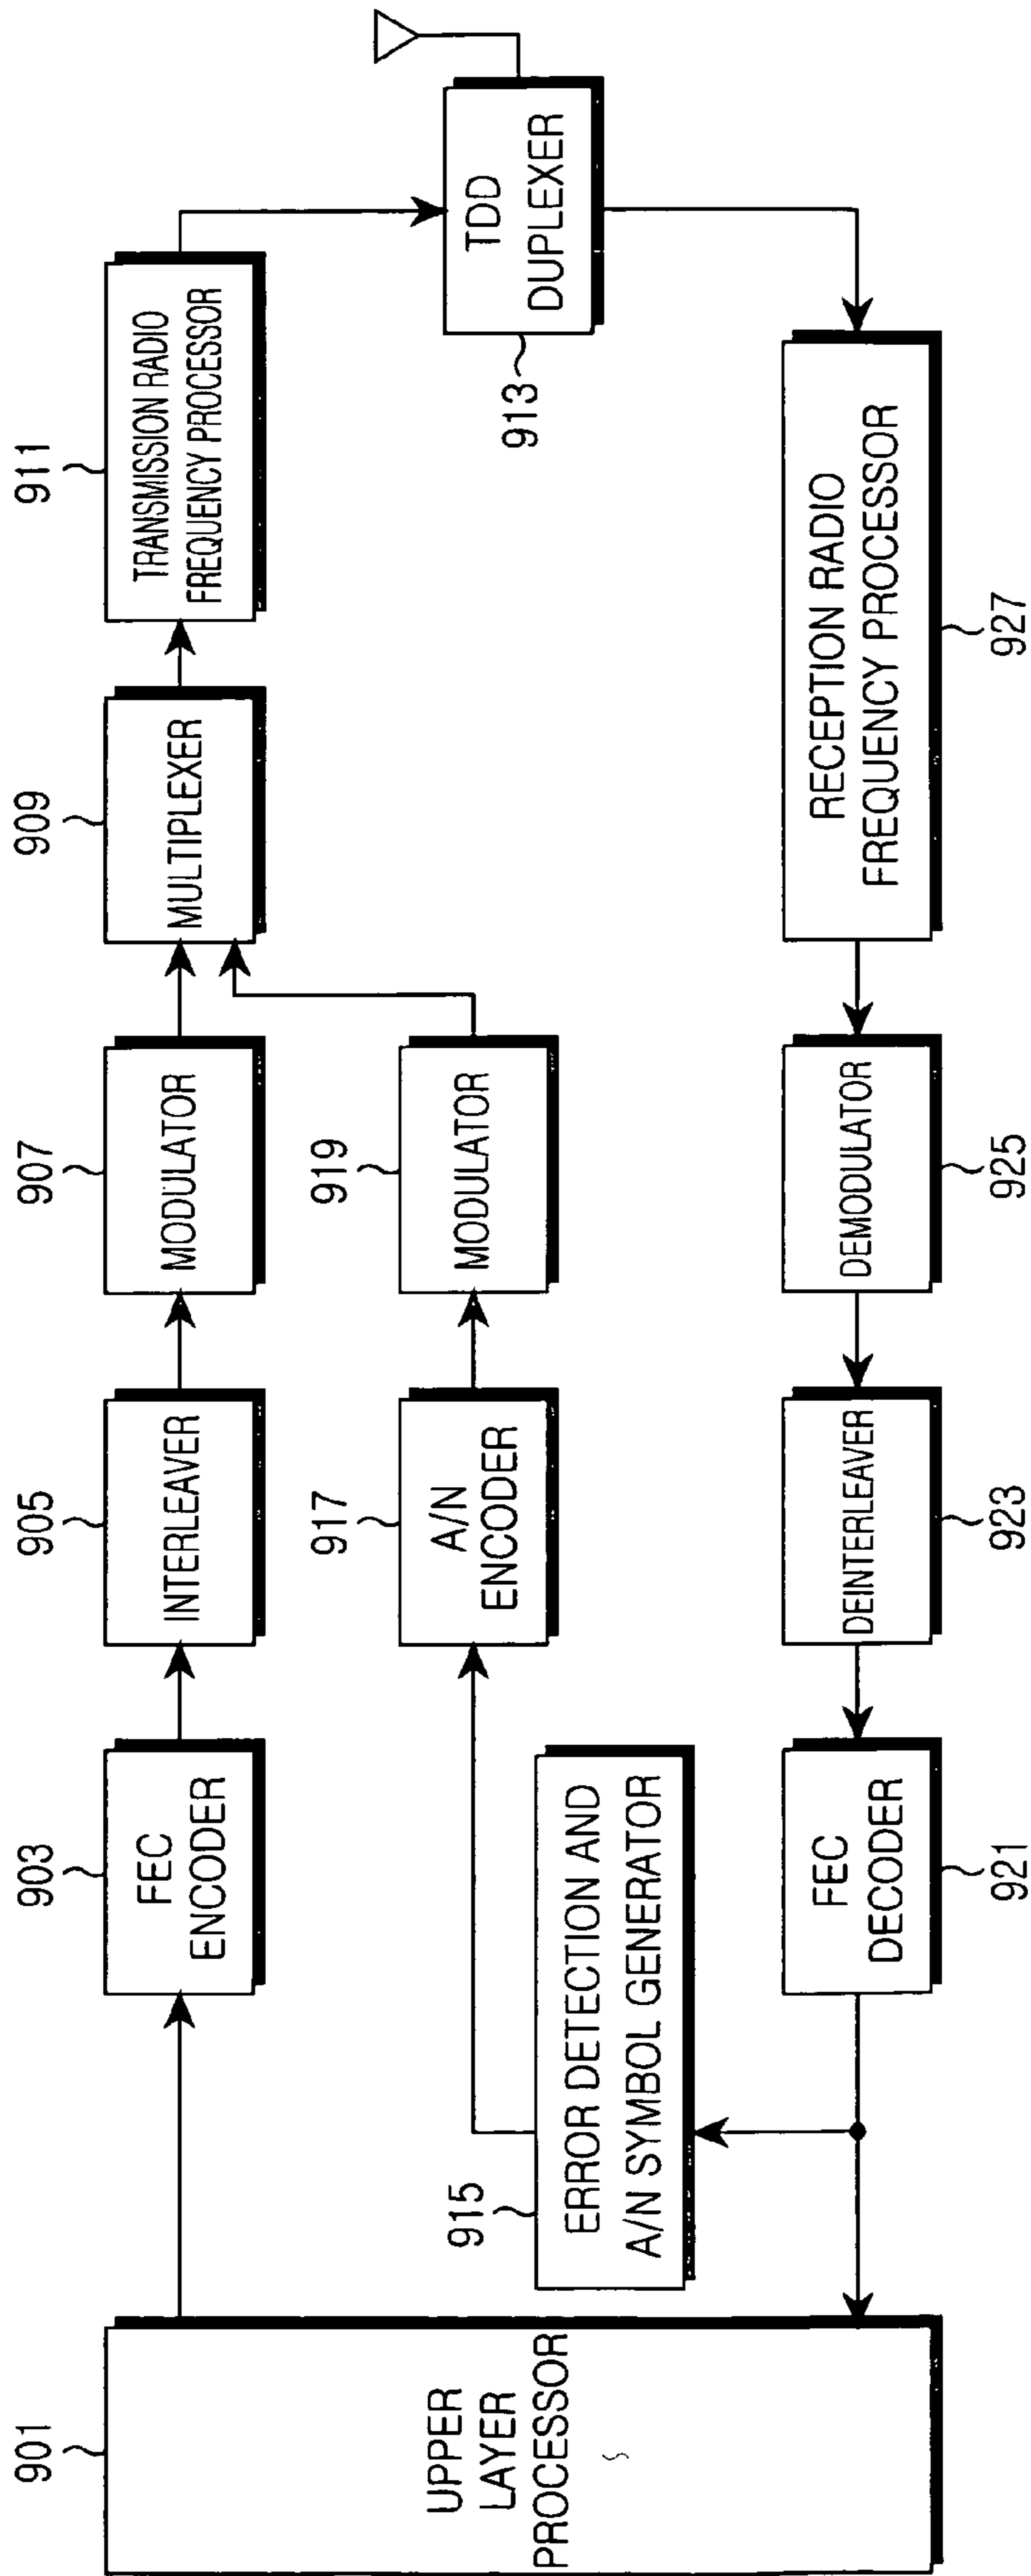 901
UPPER
LAYER
PROCESSOR
903
FEC
ENCODER
905
INTERLEAVER
907
MODULATOR
909
MULTIPLEXER
911
TRANSMISSION RADIO
FREQUENCY PROCESSOR
TDD
DUPLEXER
913
915
ERROR DETECTION AND
A/N SYMBOL GENERATOR
917
A/N
ENCODER
919
MODULATOR
FEC
DECODER
921
DEINTERLEAVER
923
DEMODULATOR
925
RECEPTION RADIO
FREQUENCY PROCESSOR
927